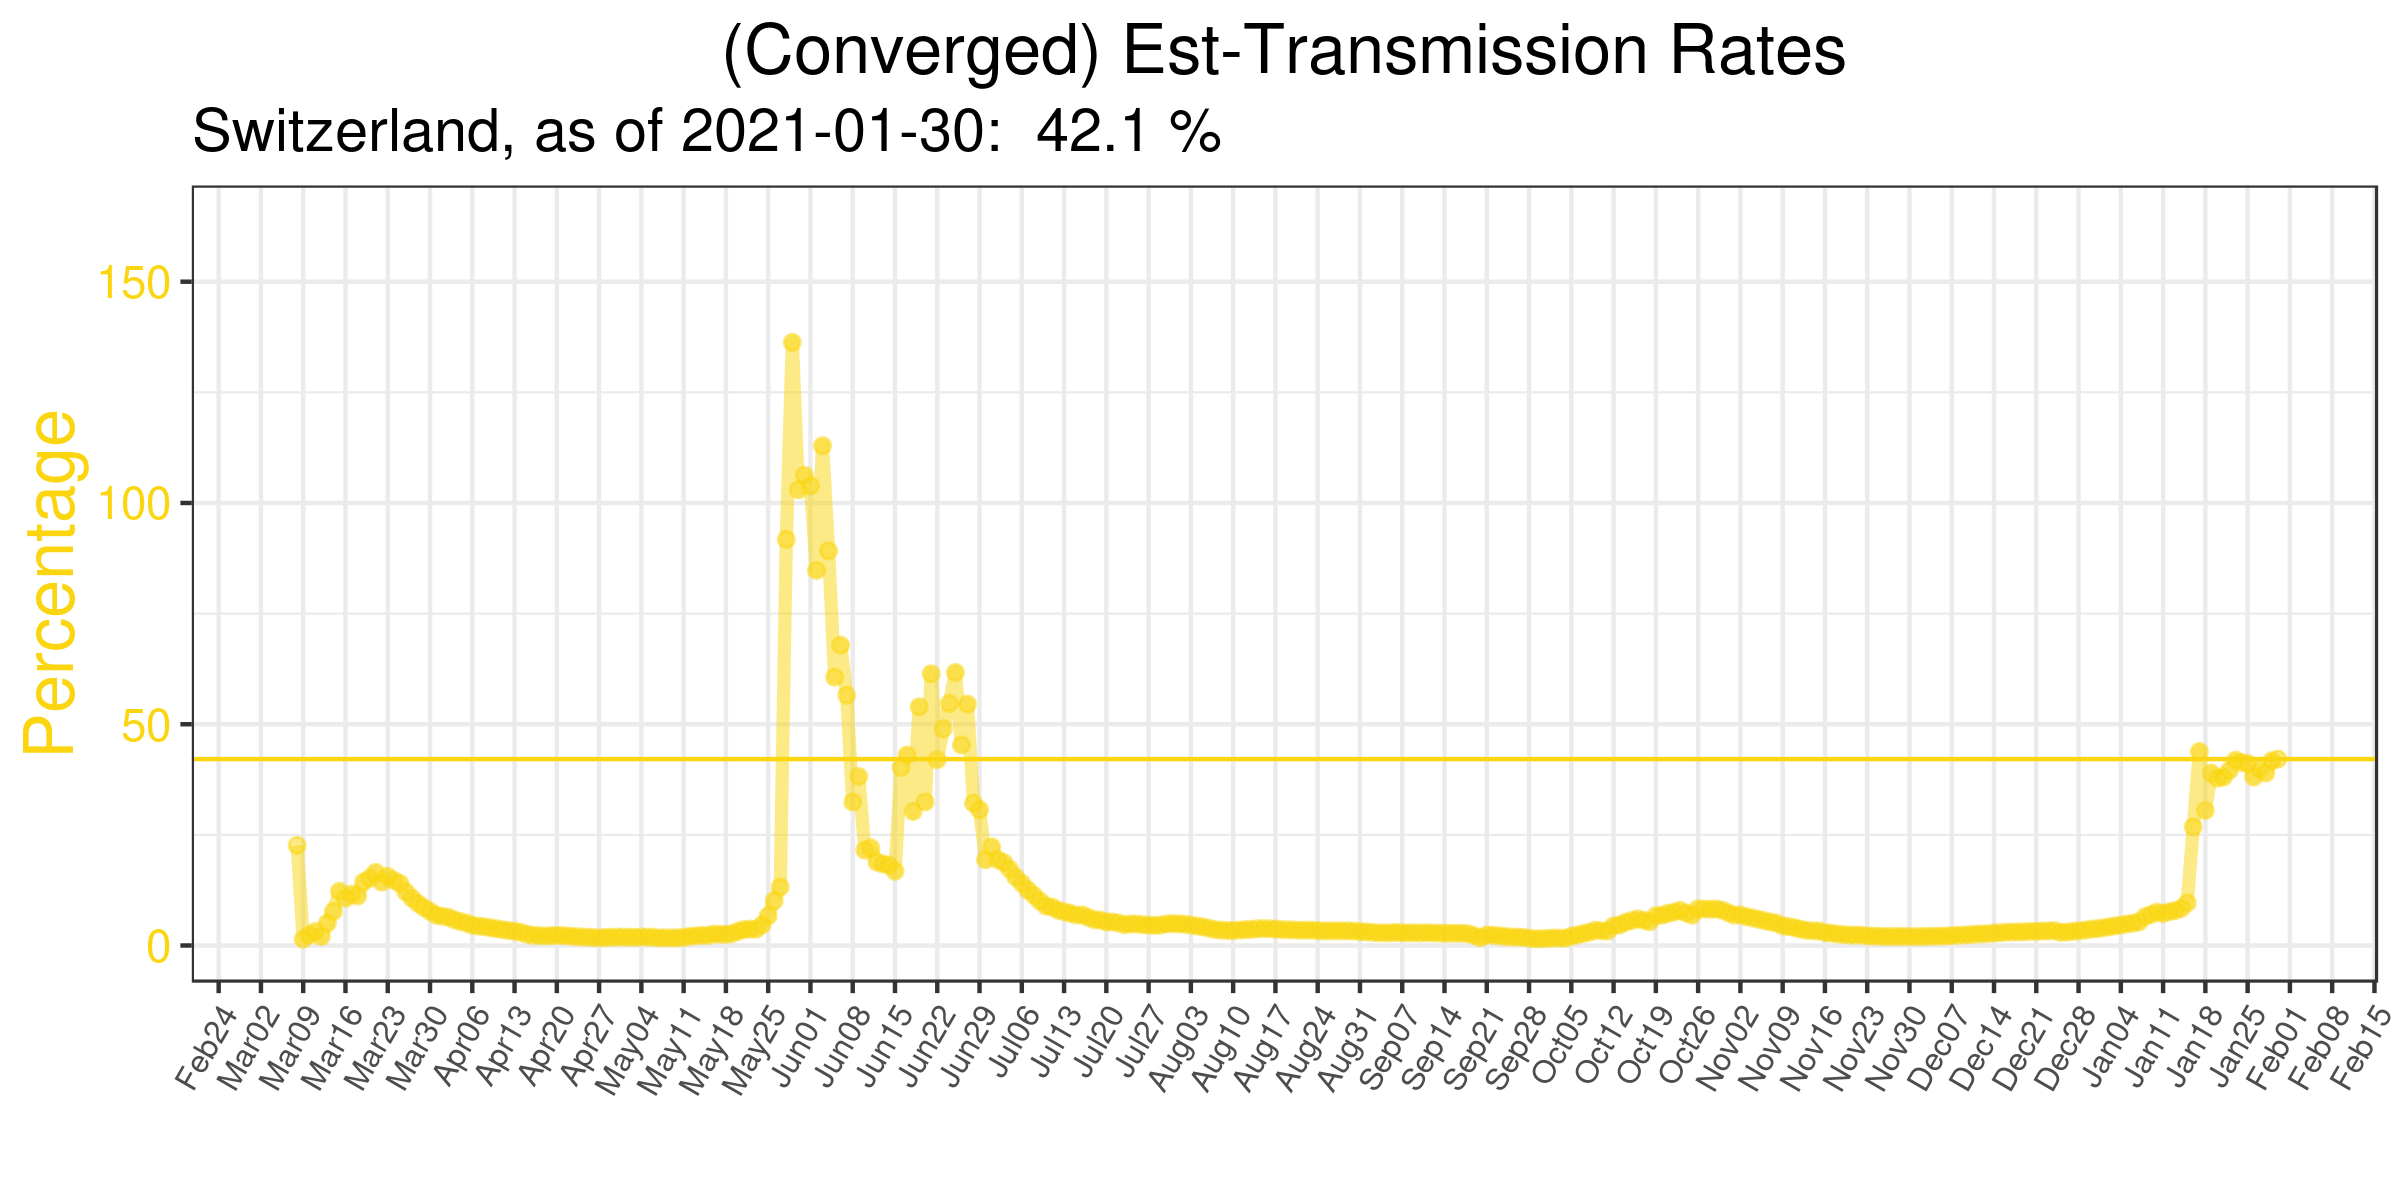 (Converged) Est-Transmission Rates
Switzerland, as of 2021-01-30:  42.1 %
Percentage
150
100
50
0
Feb24
Mar02
Mar09
Mar16
Mar23
Mar30
Apr06
Apr13
Apr20
Apr27
May04
May11
May18
May25
Jun01
Jun08
Jun15
Jun22
Jun29
Jul06
Jul13
Jul20
Jul27
Aug03
Aug10
Aug17
Aug24
Aug31
Sep07
Sep14
Sep21
Sep28
Oct05
Oct12
Oct19
Oct26
Oct02
Nov09
Nov16
Nov23
Nov30
Nov07
Dec14
Dec21
Dec28
Dec04
Jan11
Jan18
Jan25
Feb01
Feb08
Feb15